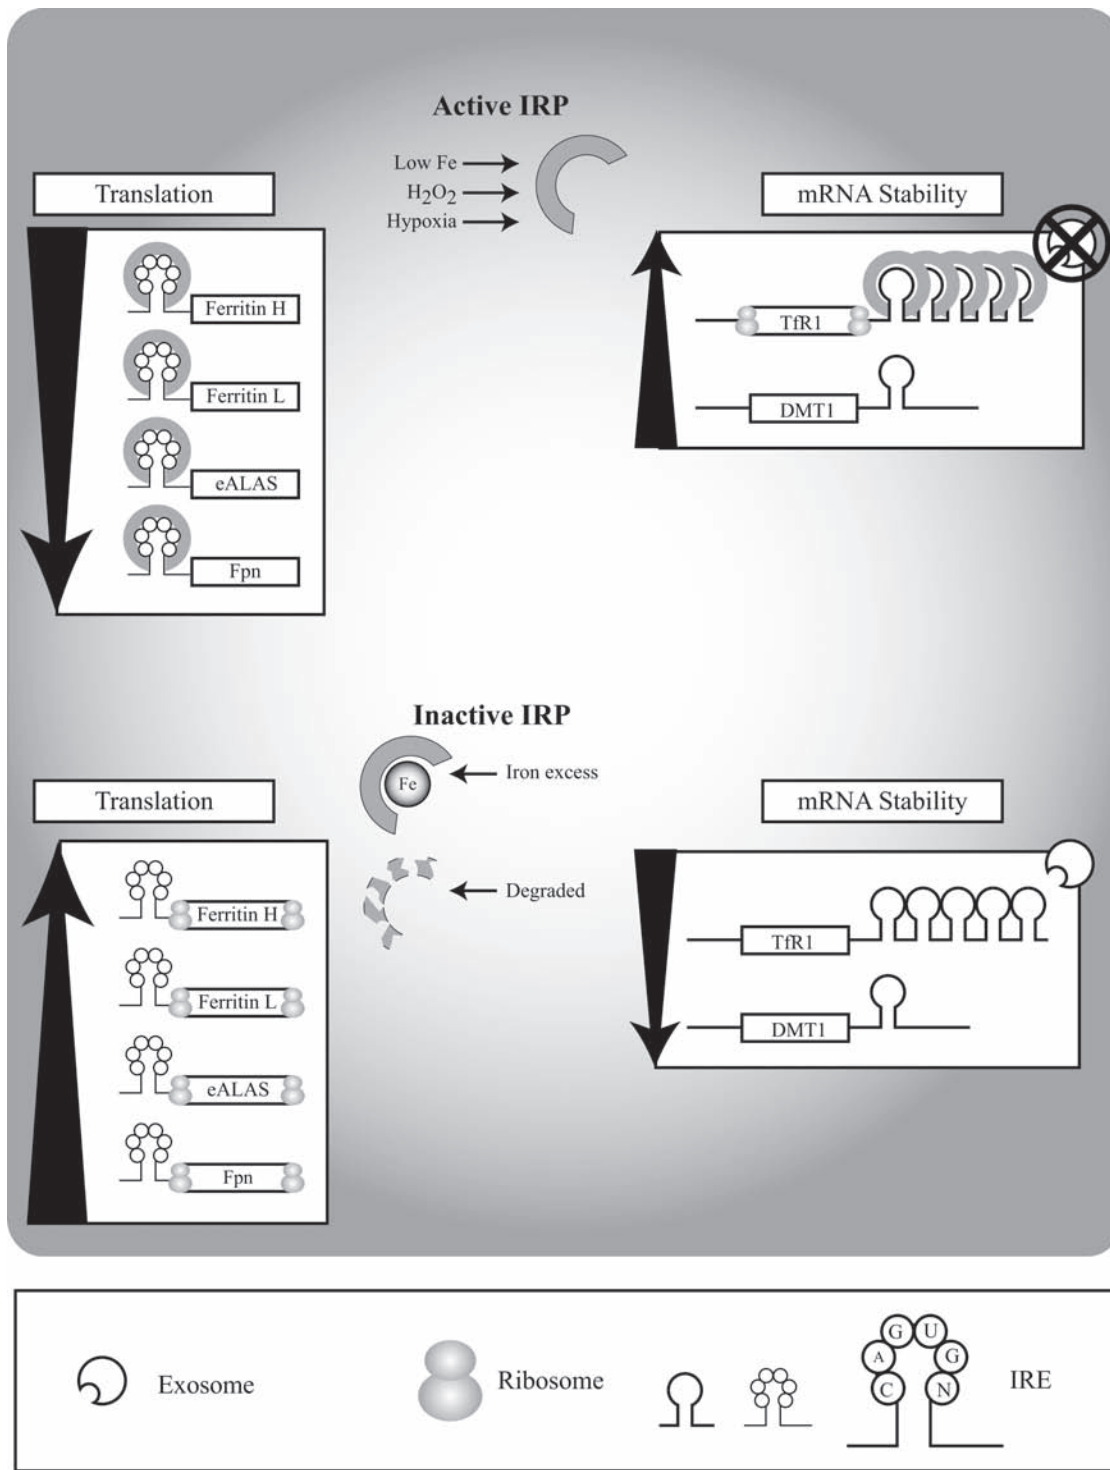 Active IRP
Low Fe
H2O2
Hypoxia
Translation
Ferritin H
Ferritin L
eALAS
Fpn
mRNA Stability
TfR1
DMT1
Inactive IRP
Fe
Iron excess
Degraded
Translation
Ferritin H
Ferritin L
eALAS
Fpn
mRNA Stability
TfR1
DMT1
Exosome
Ribosome
C A G U G N
IRE